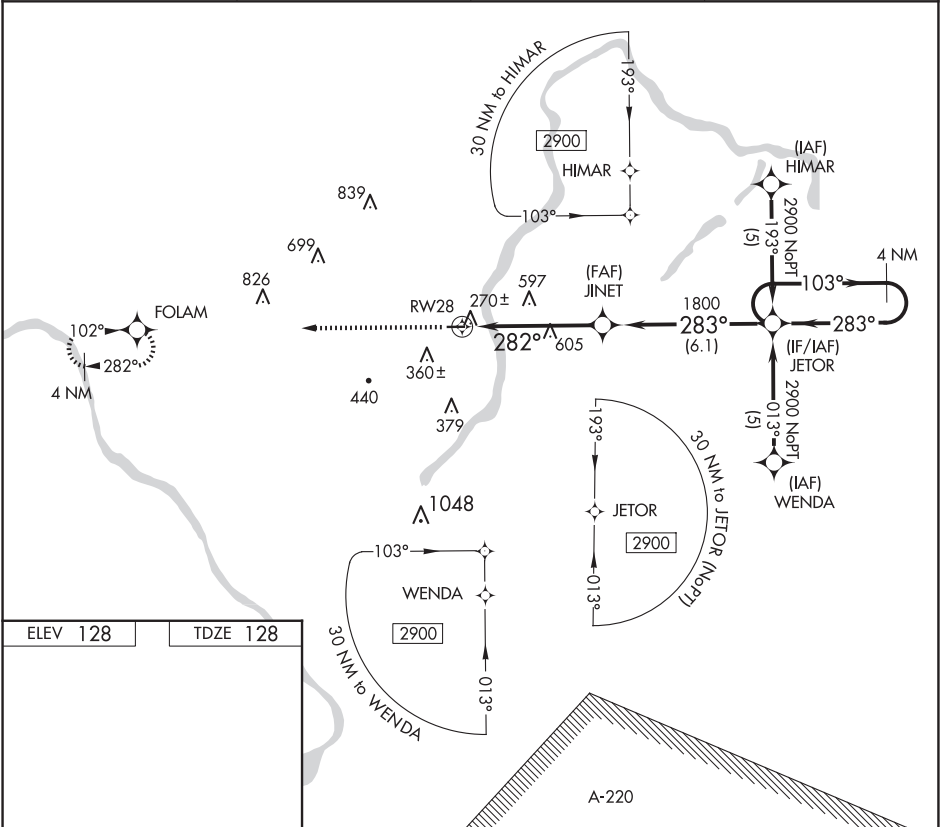 30 NM to HIMAR
193°
2900
HIMAR
103°
(IAF)
HIMAR
2900 NoPT
193°
(5)
4 NM
103°
839
699
826
FOLAM
102°
282°
4 NM
RW28
270±
597
(FAF)
JINET
1800
283°
(6.1)
283°
282°
605
(IF/IAF)
JETOR
360±
440
379
2900 NoPT
013°
(5)
(IAF)
WENDA
193°
30 NM to JETOR (NoPT)
JETOR
2900
013°
1048
103°
WENDA
2900
013°
30 NM to WENDA
ELEV 128
TDZE 128
A-220